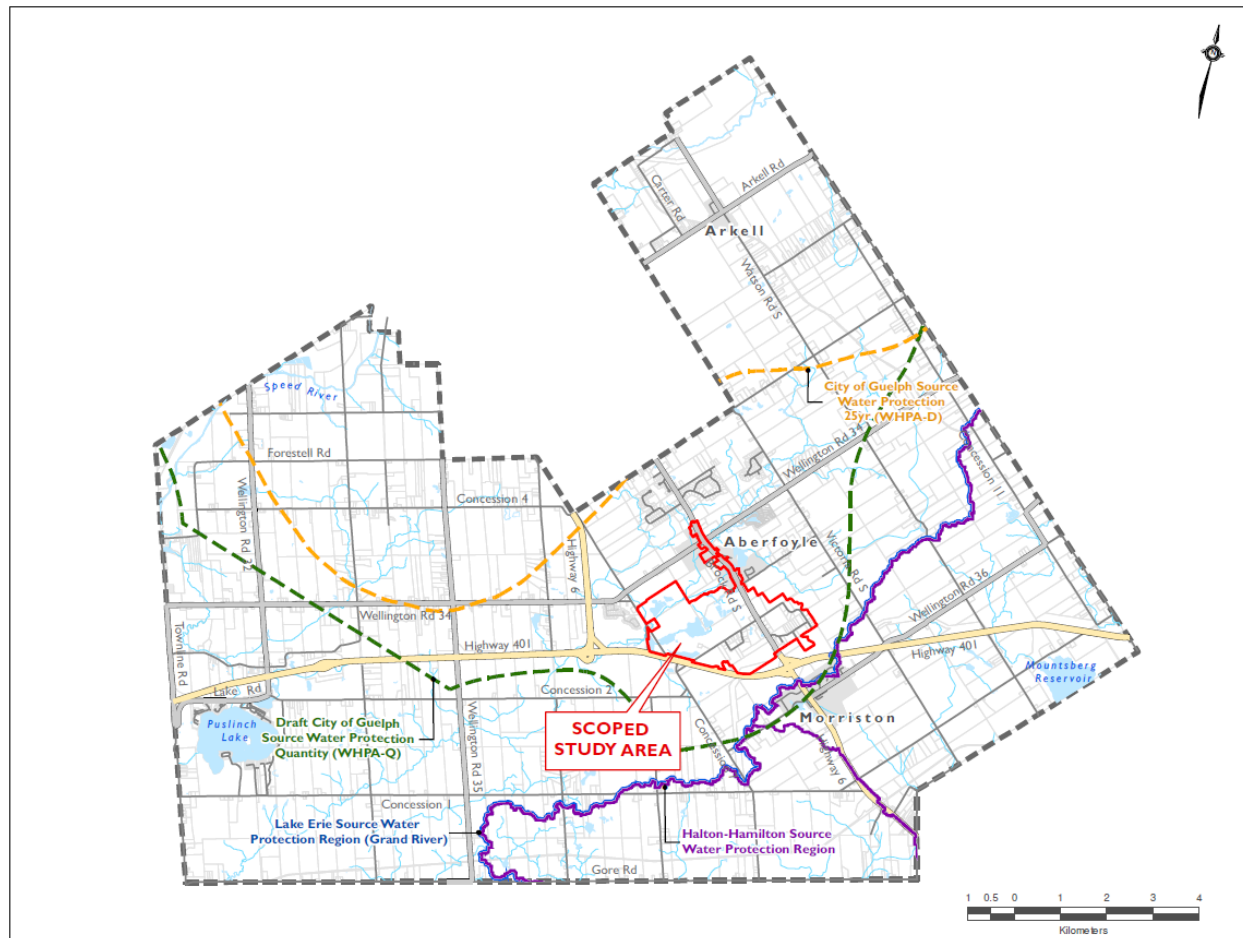 Carter Rd
Arkell Rd
Arkell
Watson Rd S
City of Guelph Source
Water Protection
25yr. (WHPA-D)
Speed River
Forestell Rd
Wellington Rd 32
Concession 4
Highway 6
Wellington Rd 34
Concession 11
Aberfoyle
Brock Rd S
Victoria Rd S
Wellington Rd 36
Wellington Rd 34
Townline Rd
Highway 401
Highway 401
Mountsberg
Reservoir
Lake Rd
Concession 2
Puslinch
Lake
Draft City of Guelph
Source Water Protection
Quantity (WHPA-Q)
SCOPED
STUDY AREA
Morriston
Wellington Rd 35
Concession
Highway 6
Concession 1
Lake Erie Source Water
Protection Region (Grand River)
Halton-Hamilton Source
Water Protection Region
Gore Rd
1 0.5 0 1 2 3 4
Kilometers